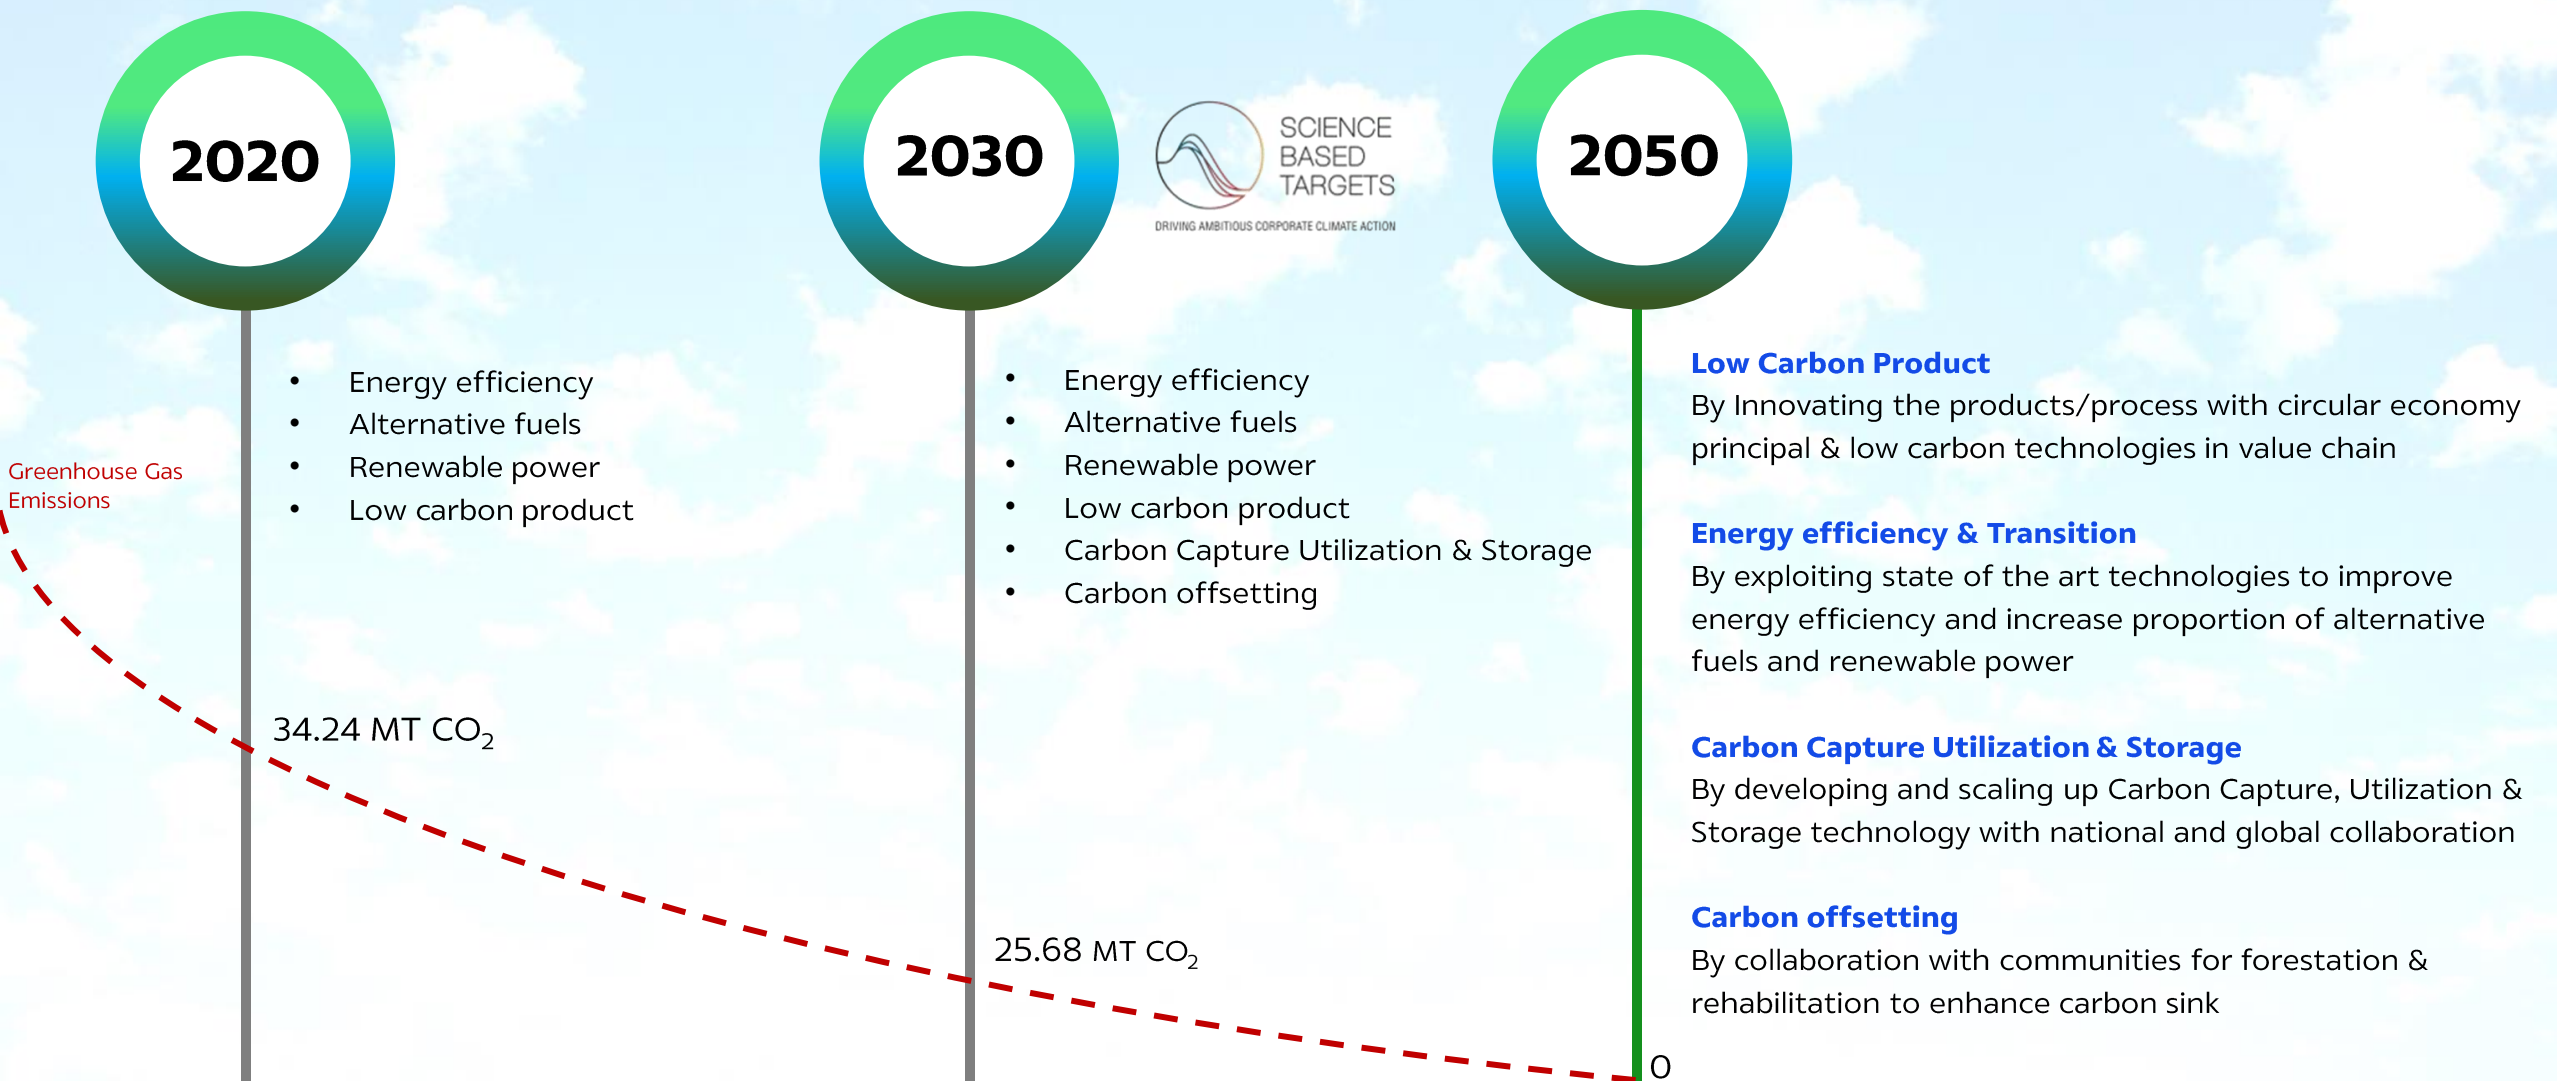 2020
2030
SCIENCE
BASED
TARGETS
DRIVING AMBITIOUS CORPORATE CLIMATE ACTION
2050
Greenhouse Gas
Emissions
• Energy efficiency
• Alternative fuels
• Renewable power
• Low carbon product
34.24 MT CO₂
• Energy efficiency
• Alternative fuels
• Renewable power
• Low carbon product
• Carbon Capture Utilization & Storage
• Carbon offsetting
25.68 MT CO₂
Low Carbon Product
By Innovating the products/process with circular economy
principal & low carbon technologies in value chain
Energy efficiency & Transition
By exploiting state of the art technologies to improve
energy efficiency and increase proportion of alternative
fuels and renewable power
Carbon Capture Utilization & Storage
By developing and scaling up Carbon Capture, Utilization &
Storage technology with national and global collaboration
Carbon offsetting
By collaboration with communities for forestation &
rehabilitation to enhance carbon sink
0